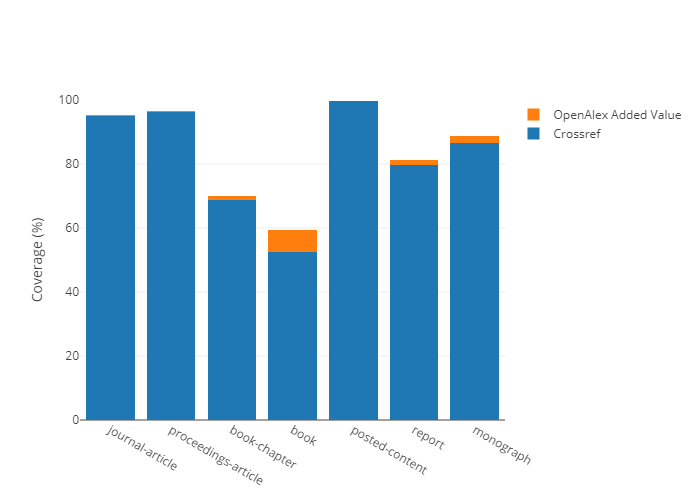 100
80
60
40
20
0
Coverage (%)
journal-article
proceedings-article
book-chapter
book
posted-content
report
monograph
OpenAlex Added Value
Crossref